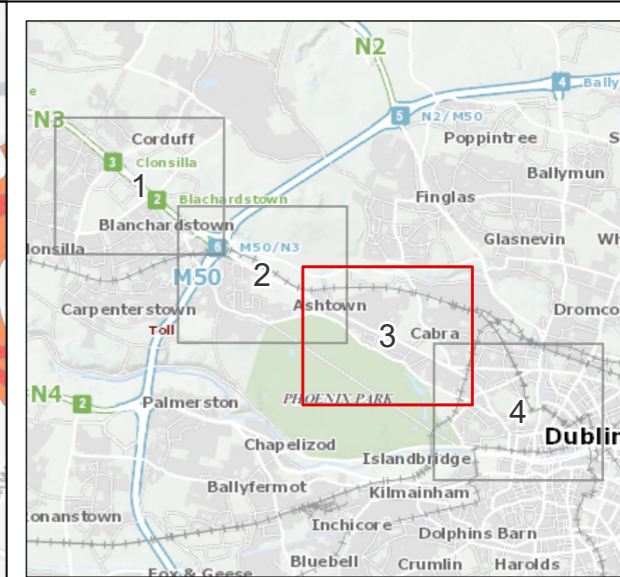 N2
4
Bally
N2/M50
5
N3
Corduff
Poppintree
3
Clonsilla
Ballymun
1
2
Blachardstown
Finglas
Blanchardstown
Glasnevin
Wh
lonsilla
6
M50/N3
M50
2
Carpenterstown
Ashtown
Dromco
Toll
3
Cabra
N4
2
Palmerston
PHOENIX PARK
4
Dublin
Chapelizod
Islandbridge
Ballyfermot
Kilmainham
onanstown
Inchicore
Dolphins Barn
Bluebell
Crumlin
Harolds
Fox & Geese